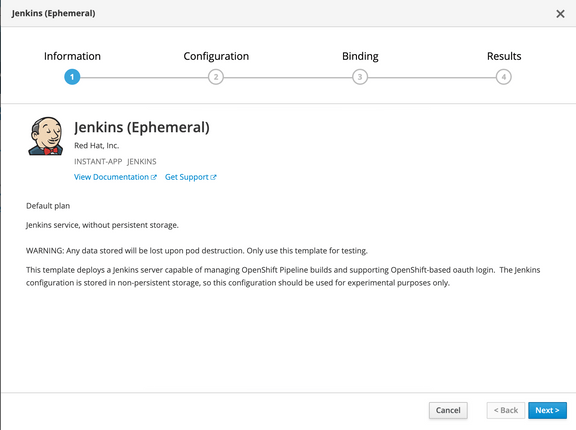 Jenkins (Ephemeral)
Information
Configuration
Binding
Results
1
2
3
4
Jenkins (Ephemeral)
Red Hat, Inc.
INSTANT-APP JENKINS
View Documentation Get Support
Default plan
Jenkins service, without persistent storage.
WARNING: Any data stored will be lost upon pod destruction. Only use this template for testing.
This template deploys a Jenkins server capable of managing OpenShift Pipeline builds and supporting OpenShift-based oauth login. The Jenkins
configuration is stored in non-persistent storage, so this configuration should be used for experimental purposes only.
Cancel
< Back
Next >